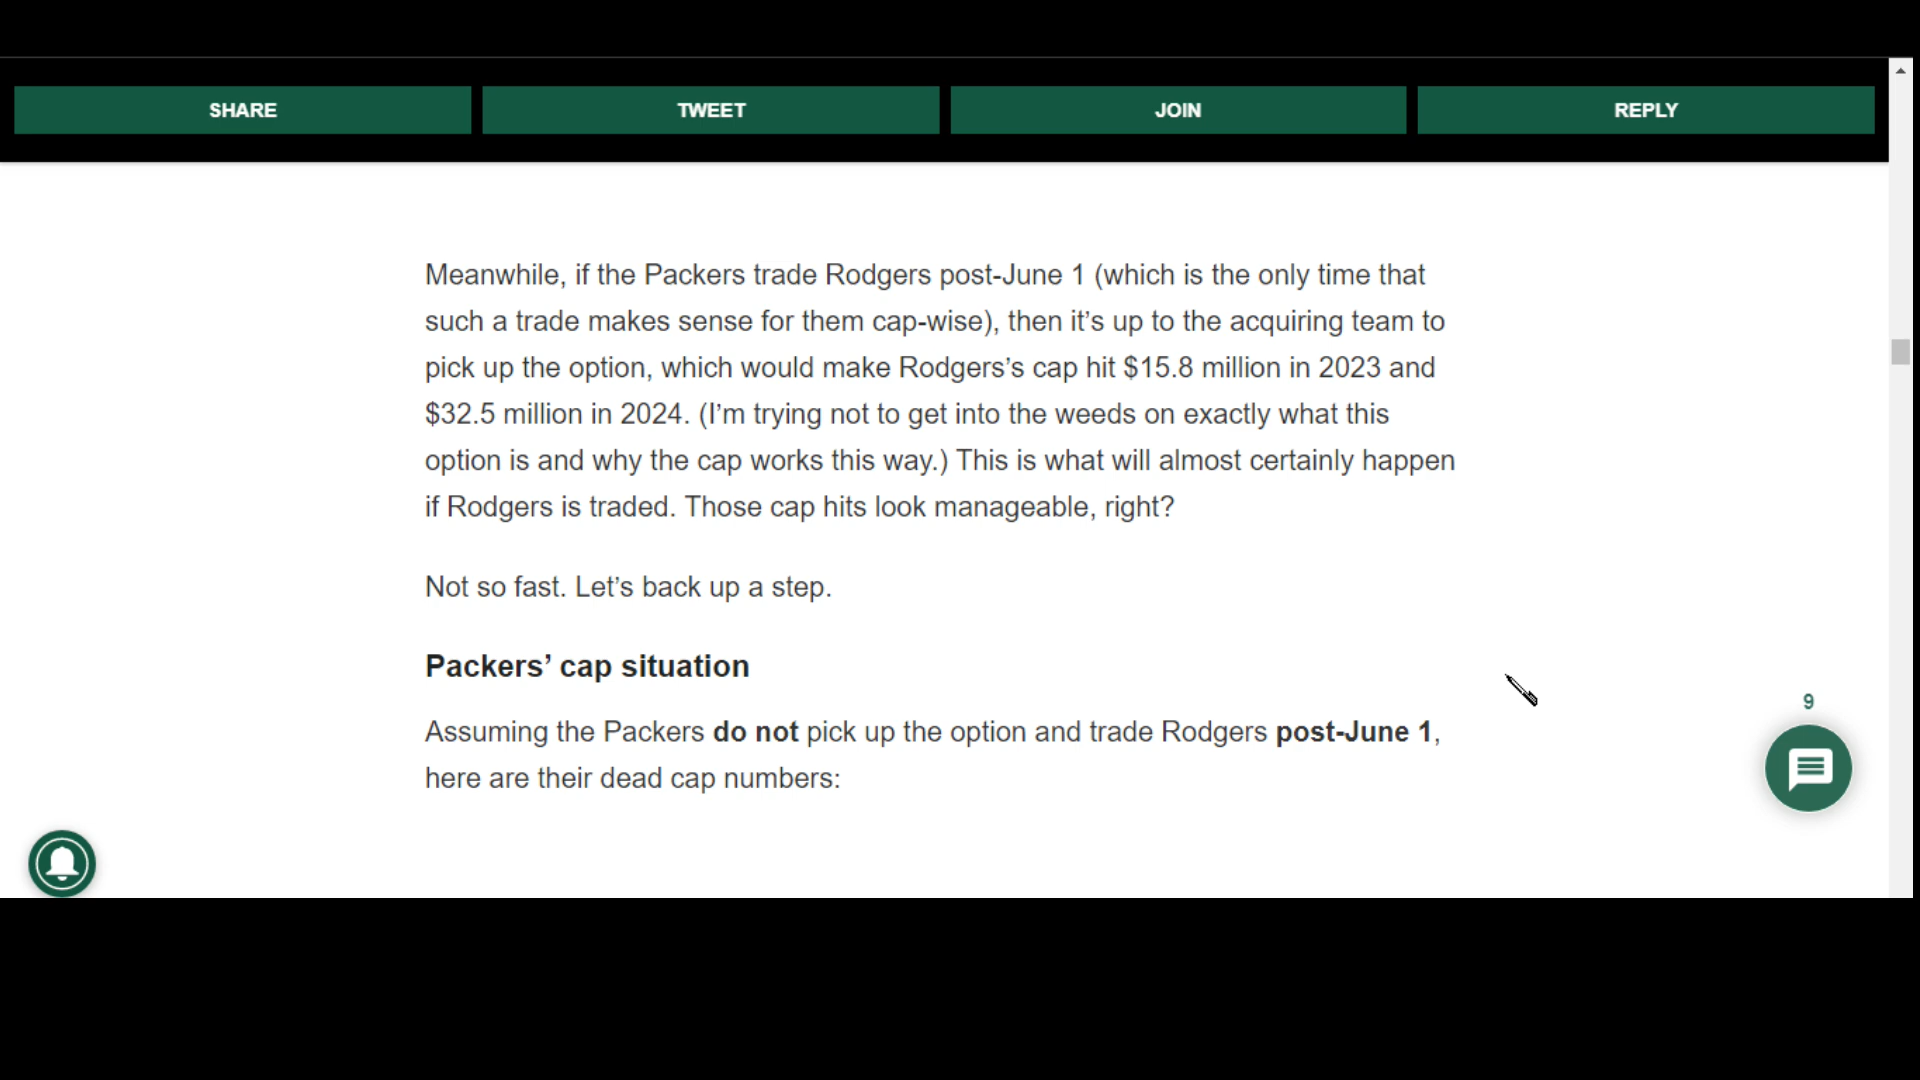 SHARE
TWEET
JOIN
REPLY
Meanwhile, if the Packers trade Rodgers post-June 1 (which is the only time that
such a trade makes sense for them cap-wise), then it’s up to the acquiring team to
pick up the option, which would make Rodgers’s cap hit $15.8 million in 2023 and
$32.5 million in 2024. (I’m trying not to get into the weeds on exactly what this
option is and why the cap works this way.) This is what will almost certainly happen
if Rodgers is traded. Those cap hits look manageable, right?
Not so fast. Let’s back up a step.
Packers’ cap situation
Assuming the Packers do not pick up the option and trade Rodgers post-June 1,
here are their dead cap numbers:
9